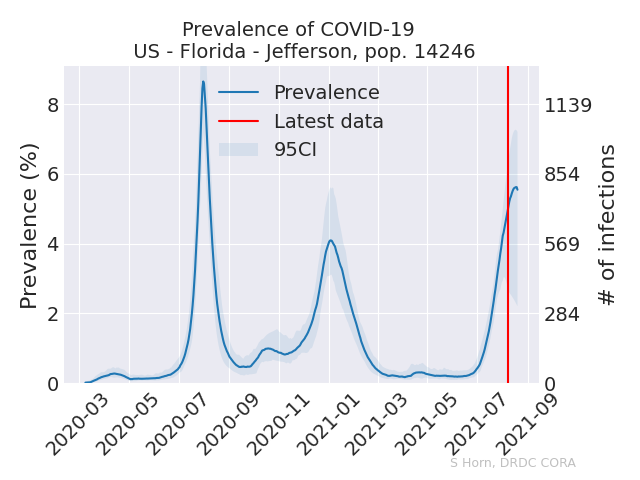 Prevalence of COVID-19
US - Florida - Jefferson, pop. 14246
Prevalence
Latest data
95CI
Prevalence (%)
8
6
4
2
0
# of infections
1139
854
569
284
0
2020-03
2020-05
2020-07
2020-09
2020-11
2021-01
2021-03
2021-05
2021-07
2021-09
S Horn, DRDC CORA